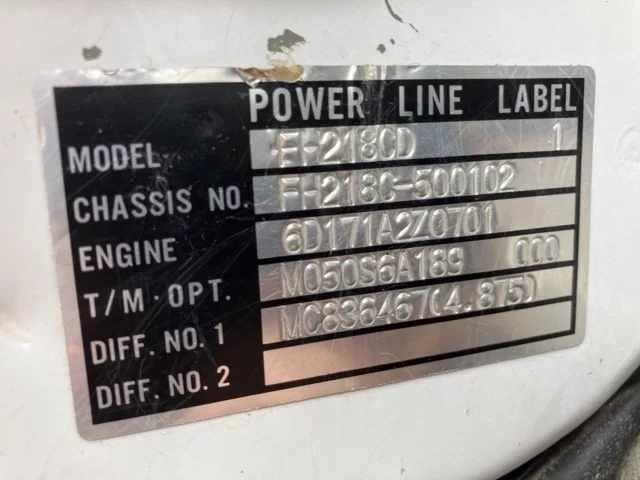 POWER LINE LABEL
MODEL FH218CD 1
CHASSIS NO. FH218C-500102
ENGINE 6D171A2Z0701
T/M·OPT. M050S6A189 000
DIFF. NO. 1 MC836467(4.875)
DIFF. NO. 2